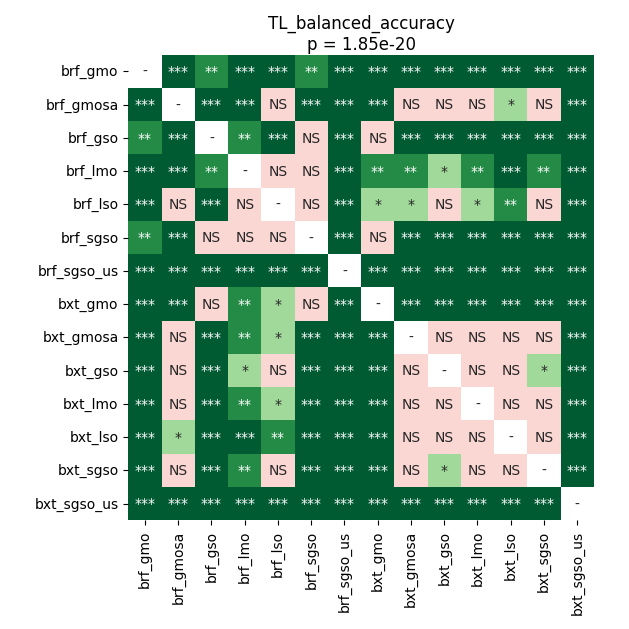 TL_balanced_accuracy
p = 1.85e-20
brf_gmo - *** ** *** *** ** *** *** *** *** *** *** *** ***
brf_gmosa *** - *** *** NS *** *** *** NS NS NS * NS ***
brf_gso ** *** - ** *** NS *** NS *** *** *** *** *** ***
brf_lmo *** *** ** - NS NS *** ** ** * ** *** ** ***
brf_lso *** NS *** NS - NS *** * * NS * ** NS ***
brf_sgso ** *** NS NS NS - *** NS *** *** *** *** *** ***
brf_sgso_us *** *** *** *** *** *** - *** *** *** *** *** *** ***
bxt_gmo *** *** NS ** * NS *** - *** *** *** *** *** ***
bxt_gmosa *** NS *** ** * *** *** *** - NS NS NS NS ***
bxt_gso *** NS *** * NS *** *** *** NS - NS NS * ***
bxt_lmo *** NS *** ** * *** *** *** NS NS - NS NS ***
bxt_lso *** * *** *** ** *** *** *** NS NS NS - NS ***
bxt_sgso *** NS *** ** NS *** *** *** NS * NS NS - ***
bxt_sgso_us *** *** *** *** *** *** *** *** *** *** *** *** *** -
brf_gmo brf_gmosa brf_gso brf_lmo brf_lso brf_sgso brf_sgso_us bxt_gmo bxt_gmosa bxt_gso bxt_lmo bxt_lso bxt_sgso bxt_sgso_us